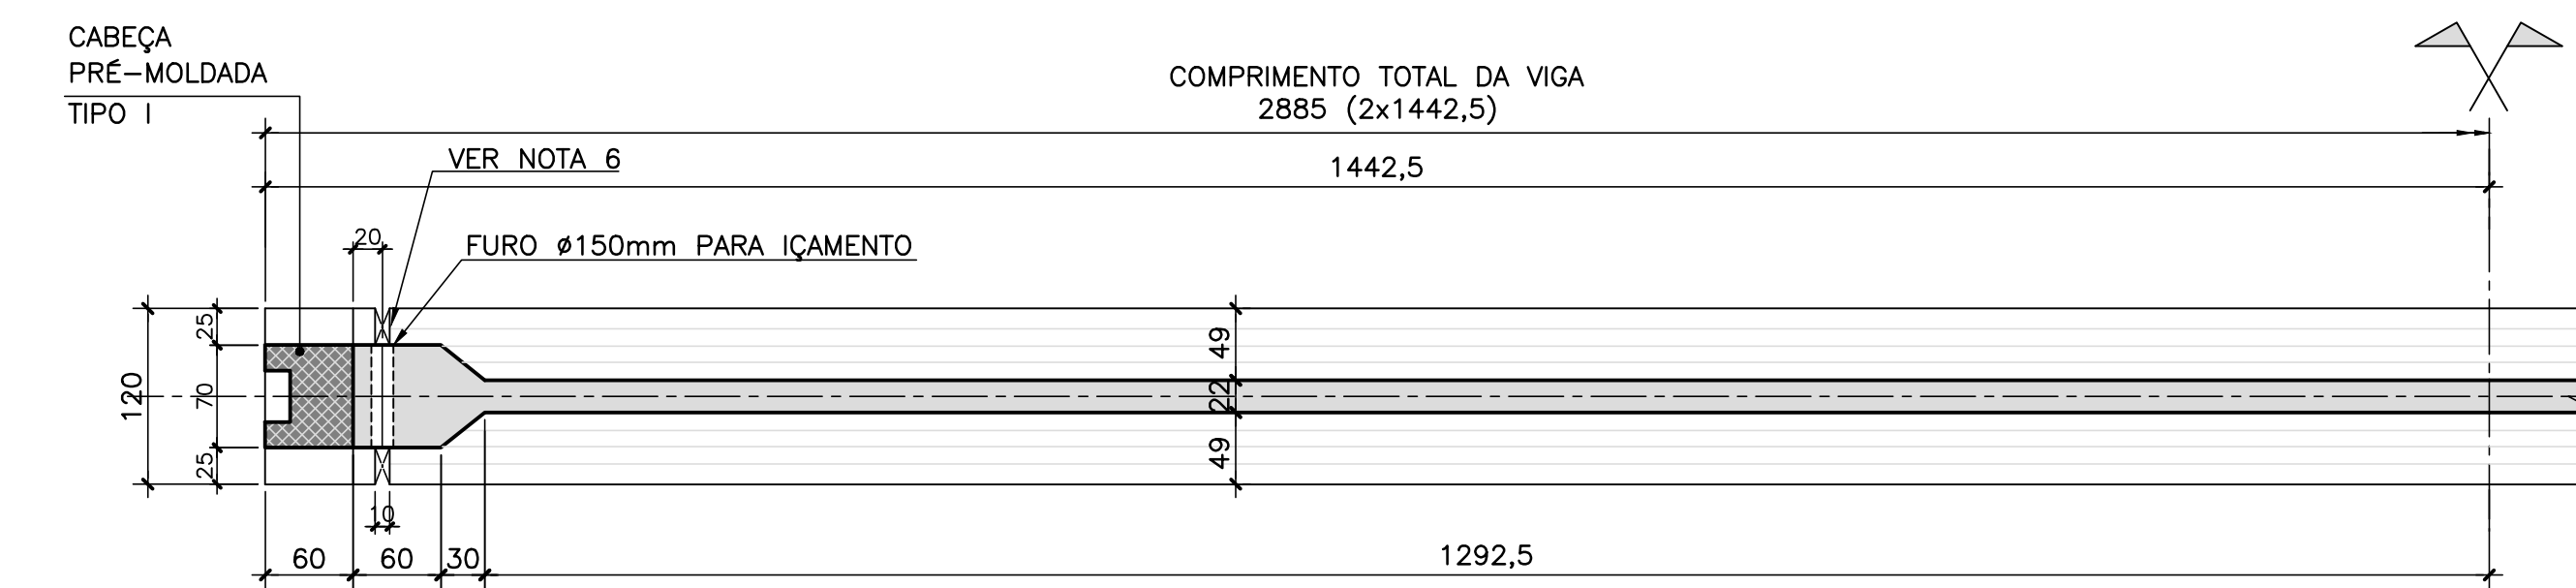 CABEÇA
PRÉ-MOLDADA
TIPO I
COMPRIMENTO TOTAL DA VIGA
2885 (2x1442,5)
1442,5
VER NOTA 6
20
FURO ø150mm PARA IÇAMENTO
25
70
25
120
49
22
49
10
60
60
30
1292,5